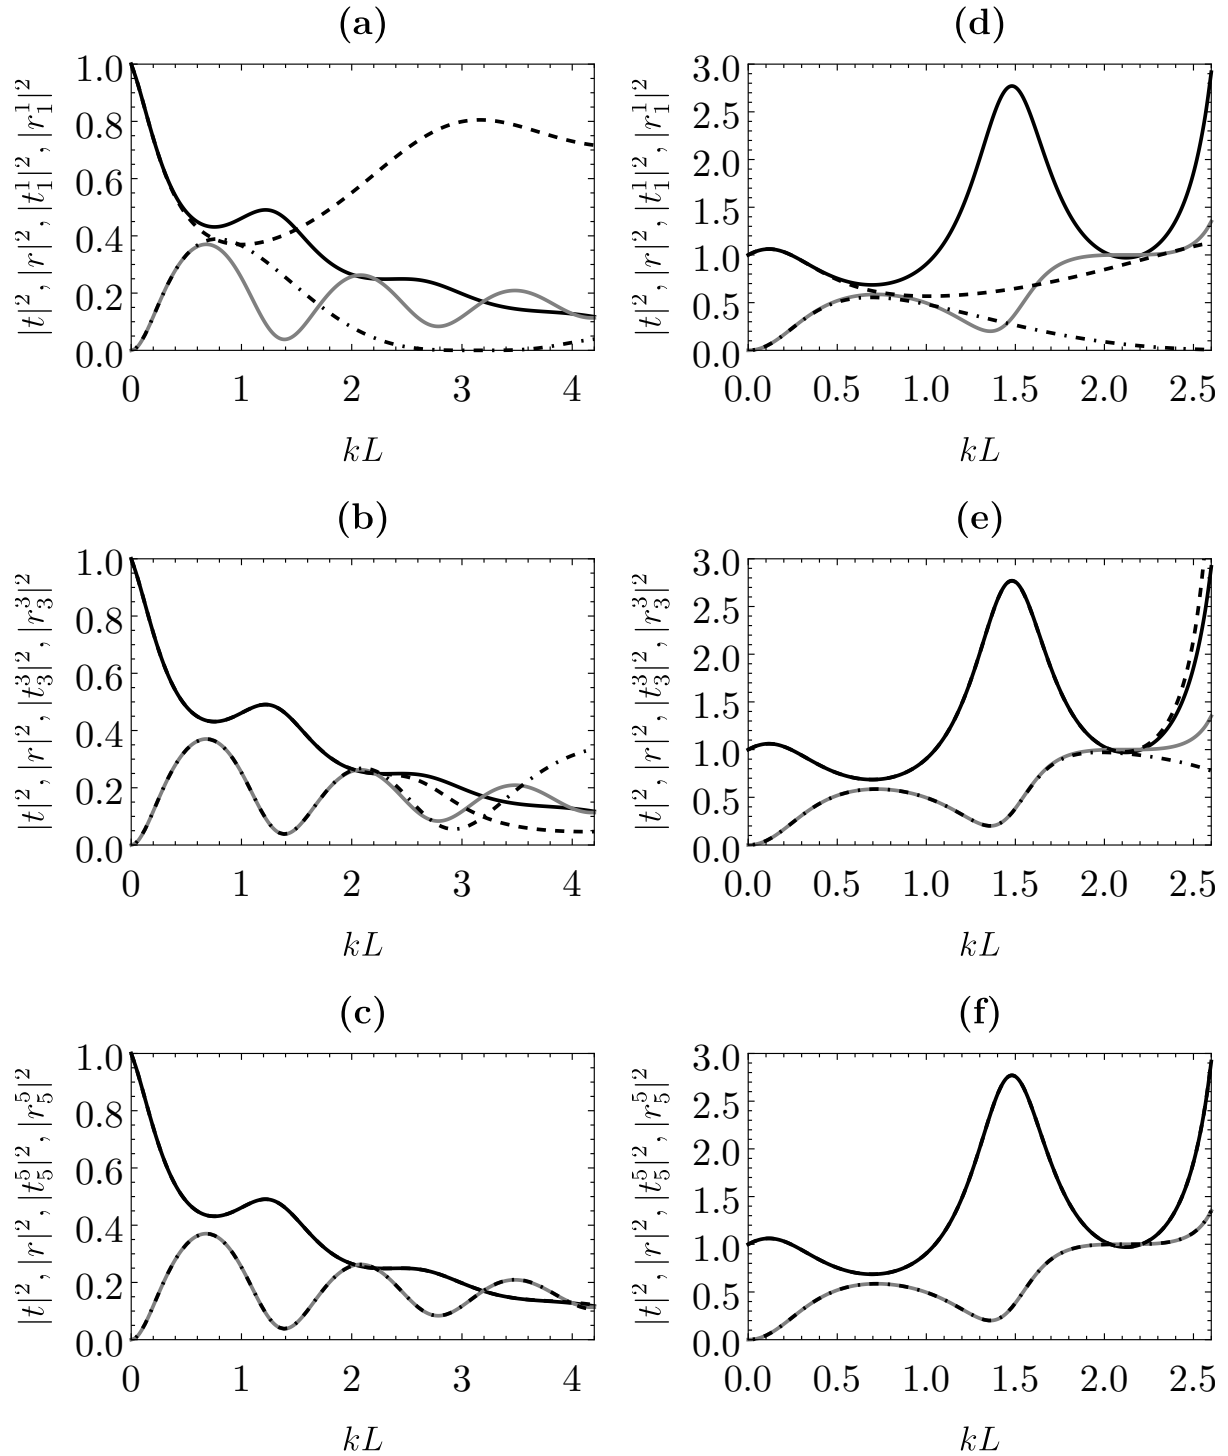 (a)
|t|², |r|², |t₁¹|², |r₁¹|²
1.0
0.8
0.6
0.4
0.2
0.0
0 1 2 3 4
kL
(d)
|t|², |r|², |t₁¹|², |r₁¹|²
3.0
2.5
2.0
1.5
1.0
0.5
0.0
0.0 0.5 1.0 1.5 2.0 2.5
kL
(b)
|t|², |r|², |t₃³|², |r₃³|²
1.0
0.8
0.6
0.4
0.2
0.0
0 1 2 3 4
kL
(e)
|t|², |r|², |t₃³|², |r₃³|²
3.0
2.5
2.0
1.5
1.0
0.5
0.0
0.0 0.5 1.0 1.5 2.0 2.5
kL
(c)
|t|², |r|², |t₅⁵|², |r₅⁵|²
1.0
0.8
0.6
0.4
0.2
0.0
0 1 2 3 4
kL
(f)
|t|², |r|², |t₅⁵|², |r₅⁵|²
3.0
2.5
2.0
1.5
1.0
0.5
0.0
0.0 0.5 1.0 1.5 2.0 2.5
kL